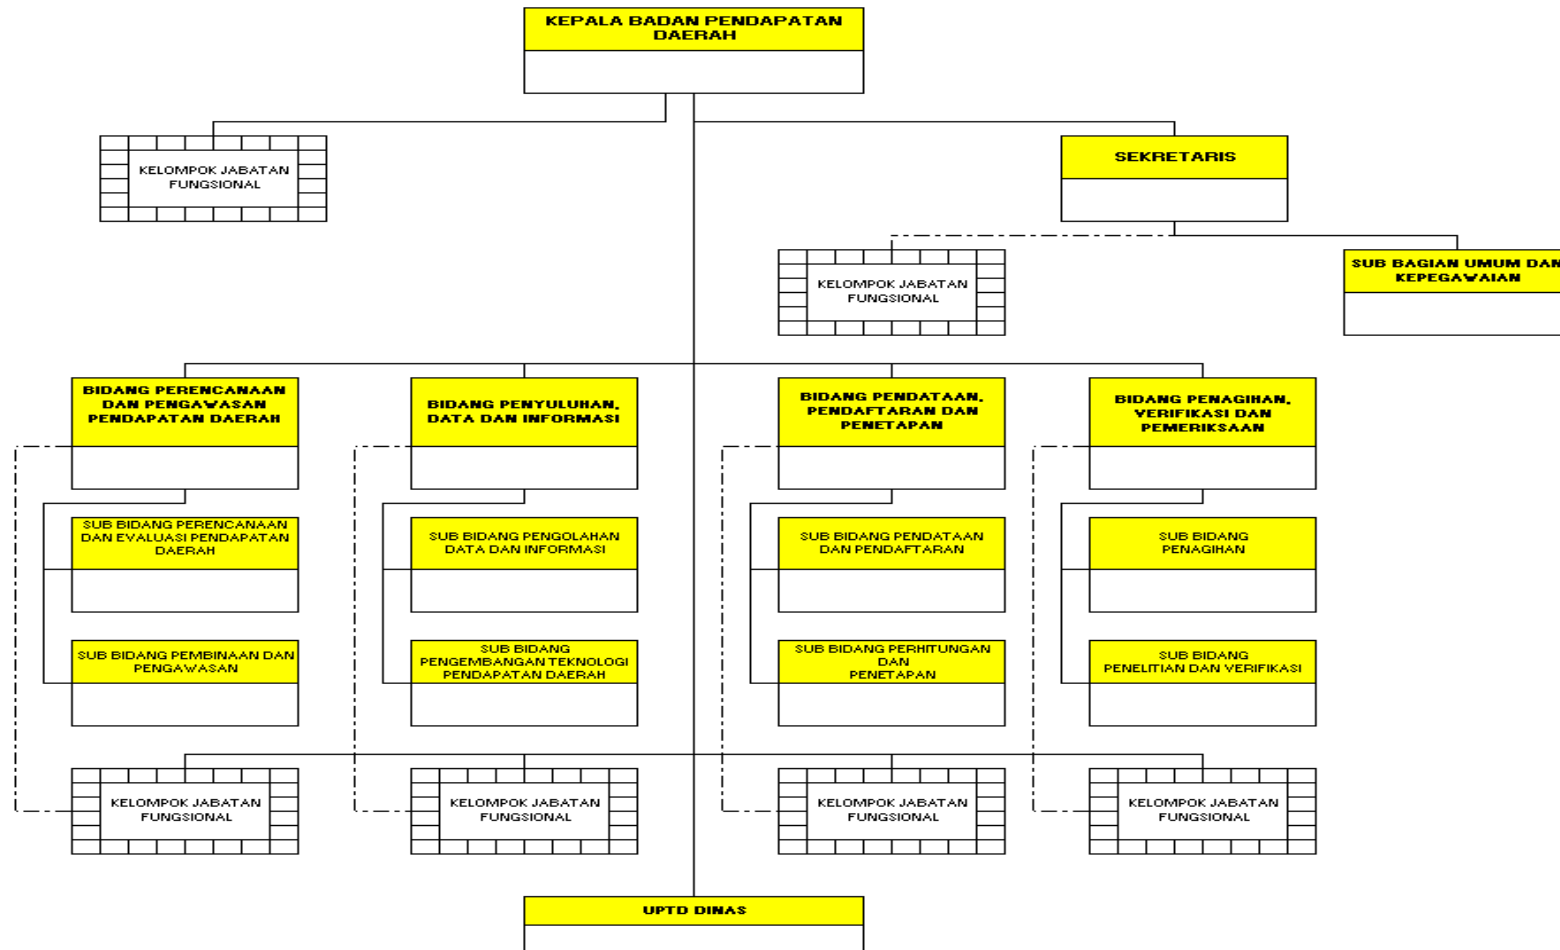 KEPALA BADAN PENDAPATAN
DAERAH
KELOMPOK JABATAN
FUNGSIONAL
SEKRETARIS
KELOMPOK JABATAN
FUNGSIONAL
SUB BAGIAN UMUM DAN
KEPEGAWAIAN
BIDANG PERENCANAAN
DAN PENGAWASAN
PENDAPATAN DAERAH
BIDANG PENYULUHAN,
DATA DAN INFORMASI
BIDANG PENDATAAN,
PENDAFTARAN DAN
PENETAPAN
BIDANG PENAGIHAN,
VERIFIKASI DAN
PEMERIKSAAN
SUB BIDANG PERENCANAAN
DAN EVALUASI PENDAPATAN
DAERAH
SUB BIDANG PENGOLAHAN
DATA DAN INFORMASI
SUB BIDANG PENDATAAN
DAN PENDAFTARAN
SUB BIDANG
PENAGIHAN
SUB BIDANG PEMBINAAN DAN
PENGAWASAN
SUB BIDANG
PENGEMBANGAN TEKNOLOGI
PENDAPATAN DAERAH
SUB BIDANG PERHITUNGAN
DAN
PENETAPAN
SUB BIDANG
PENELITIAN DAN VERIFIKASI
KELOMPOK JABATAN
FUNGSIONAL
KELOMPOK JABATAN
FUNGSIONAL
KELOMPOK JABATAN
FUNGSIONAL
KELOMPOK JABATAN
FUNGSIONAL
UPTD DINAS